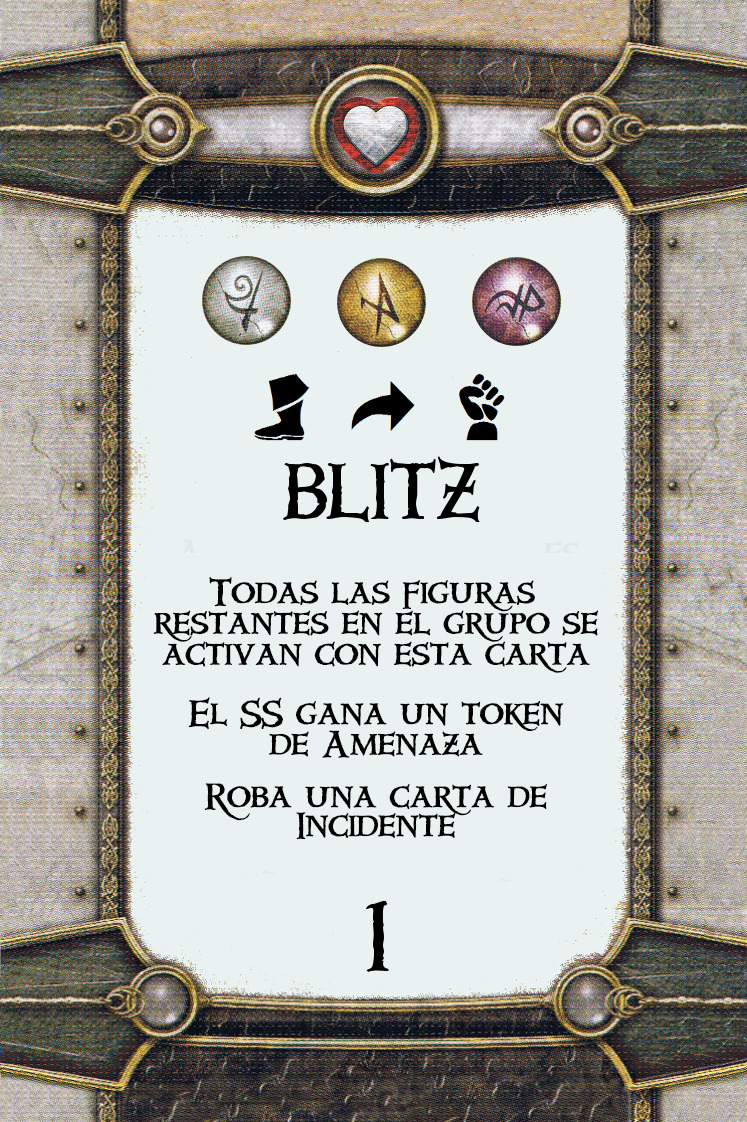 BLITZ
Todas las figuras
restantes en el grupo se
activan con esta carta
El SS gana un token
de Amenaza
Roba una carta de
Incidente
1